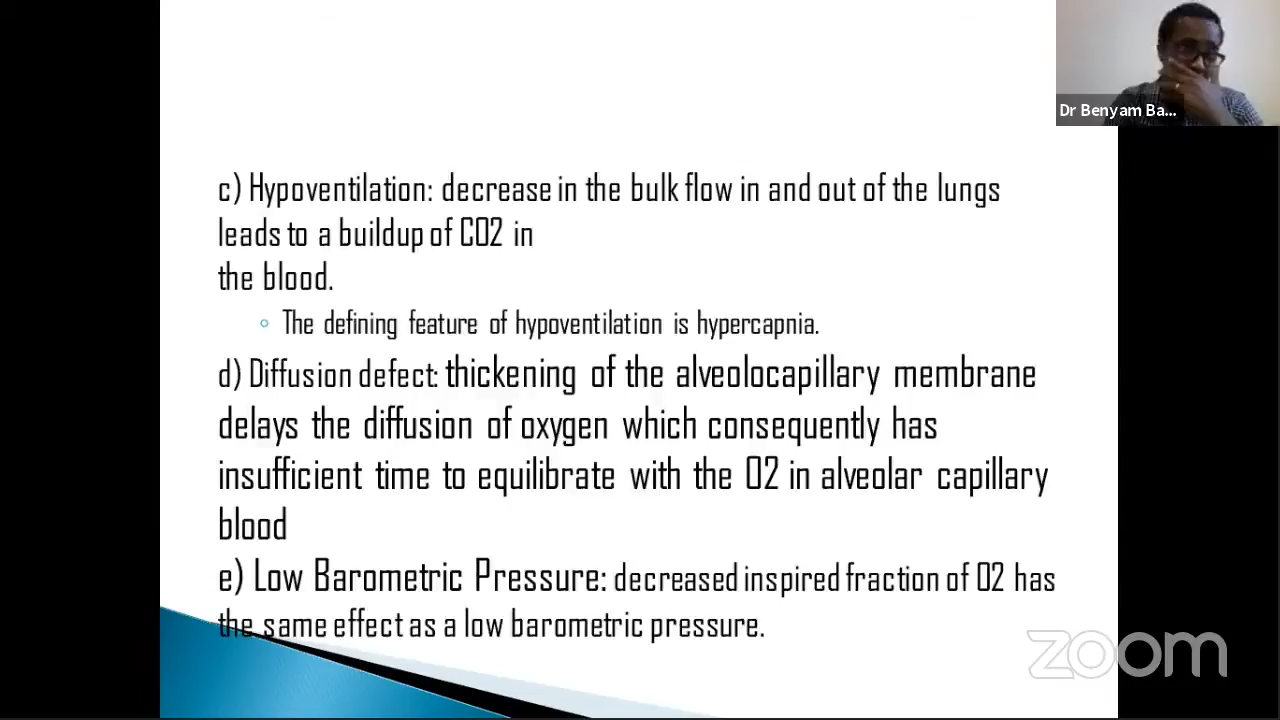 Dr Benyam Ba...
c) Hypoventilation: decrease in the bulk flow in and out of the lungs
leads to a buildup of CO2 in
the blood.
The defining feature of hypoventilation is hypercapnia.
d) Diffusion defect: thickening of the alveolocapillary membrane
delays the diffusion of oxygen which consequently has
insufficient time to equilibrate with the O2 in alveolar capillary
blood
e) Low Barometric Pressure: decreased inspired fraction of O2 has
the same effect as a low barometric pressure.
zoom